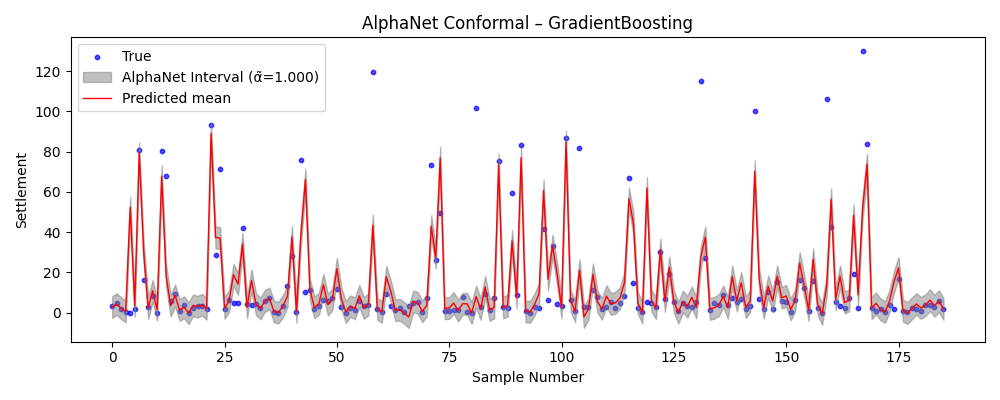 AlphaNet Conformal – GradientBoosting
True
AlphaNet Interval (α̃=1.000)
Predicted mean
Settlement
120
100
80
60
40
20
0
0
25
50
75
100
125
150
175
Sample Number